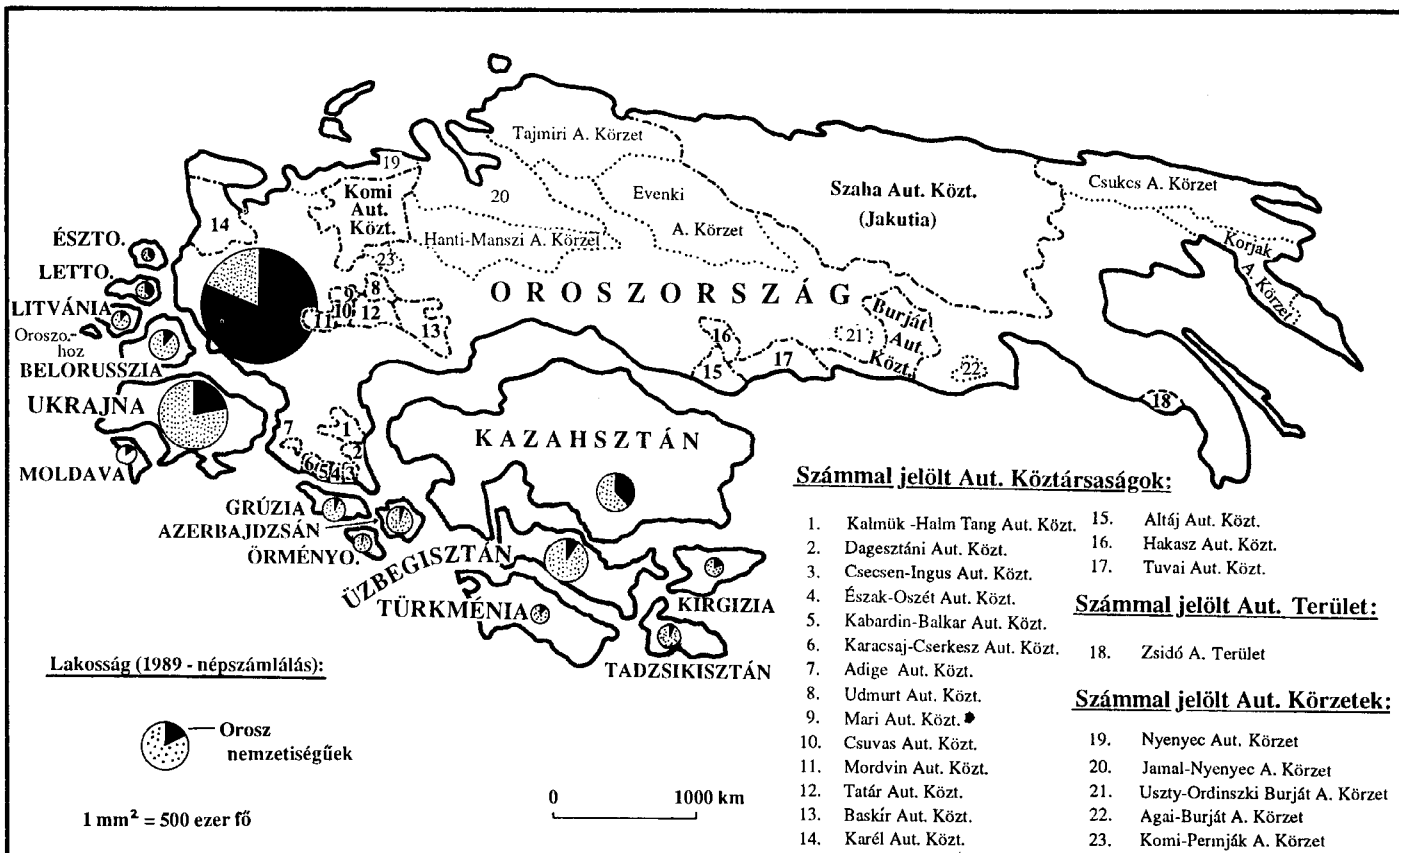 Tajmiri A. Körzet
19
Komi
Aut.
Közt.
20
Evenki
A. Körzet
Szaha Aut. Közt.
(Jakutia)
Csukcs A. Körzet
Korjak
A. Körzet
14
Hanti-Manszi A. Körzet
23
ÉSZTO.
LETTO.
LITVÁNIA
Oroszo.-
hoz
BELORUSSZIA
UKRAJNA
MOLDAVA
OROSZORSZÁG
9
8
10
12
11
13
16
15
17
21
Burját
Aut.
Közt.
22
18
7
1
2
6
5
4
3
KAZAHSZTÁN
GRÚZIA
AZERBAJDZSÁN
ÖRMÉNYO.
ÜZBEGISZTÁN
TÜRKMÉNIA
KIRGIZIA
TADZSIKISZTÁN
Lakosság (1989 - népszámlálás):
Orosz
nemzetiségűek
1 mm² = 500 ezer fő
0 1000 km
Számmal jelölt Aut. Köztársaságok:
1. Kalmük -Halm Tang Aut. Közt.
2. Dagesztáni Aut. Közt.
3. Csecsen-Ingus Aut. Közt.
4. Észak-Oszét Aut. Közt.
5. Kabardin-Balkar Aut. Közt.
6. Karacsaj-Cserkesz Aut. Közt.
7. Adige Aut. Közt.
8. Udmurt Aut. Közt.
9. Mari Aut. Közt.
10. Csuvas Aut. Közt.
11. Mordvin Aut. Közt.
12. Tatár Aut. Közt.
13. Baskír Aut. Közt.
14. Karél Aut. Közt.
15. Altáj Aut. Közt.
16. Hakasz Aut. Közt.
17. Tuvai Aut. Közt.
Számmal jelölt Aut. Terület:
18. Zsidó A. Terület
Számmal jelölt Aut. Körzetek:
19. Nyenyec Aut. Körzet
20. Jamal-Nyenyec A. Körzet
21. Uszty-Ordinszki Burját A. Körzet
22. Agai-Burját A. Körzet
23. Komi-Permják A. Körzet